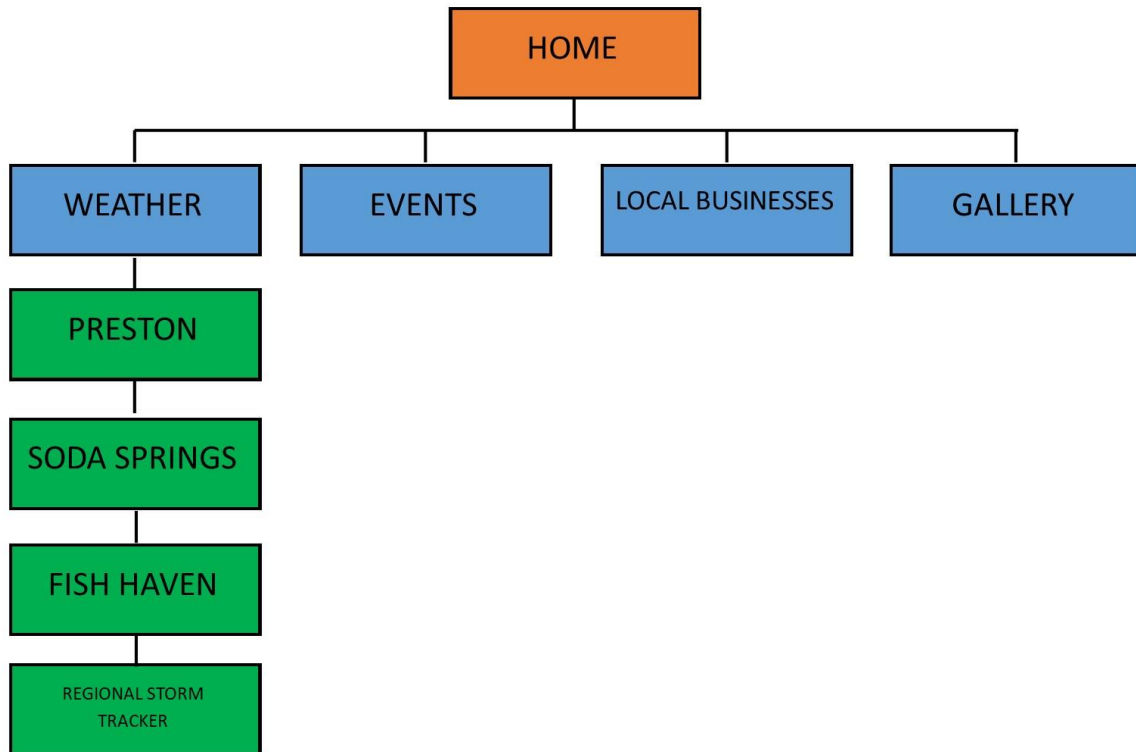 HOME
WEATHER
EVENTS
LOCAL BUSINESSES
GALLERY
PRESTON
SODA SPRINGS
FISH HAVEN
REGIONAL STORM
TRACKER